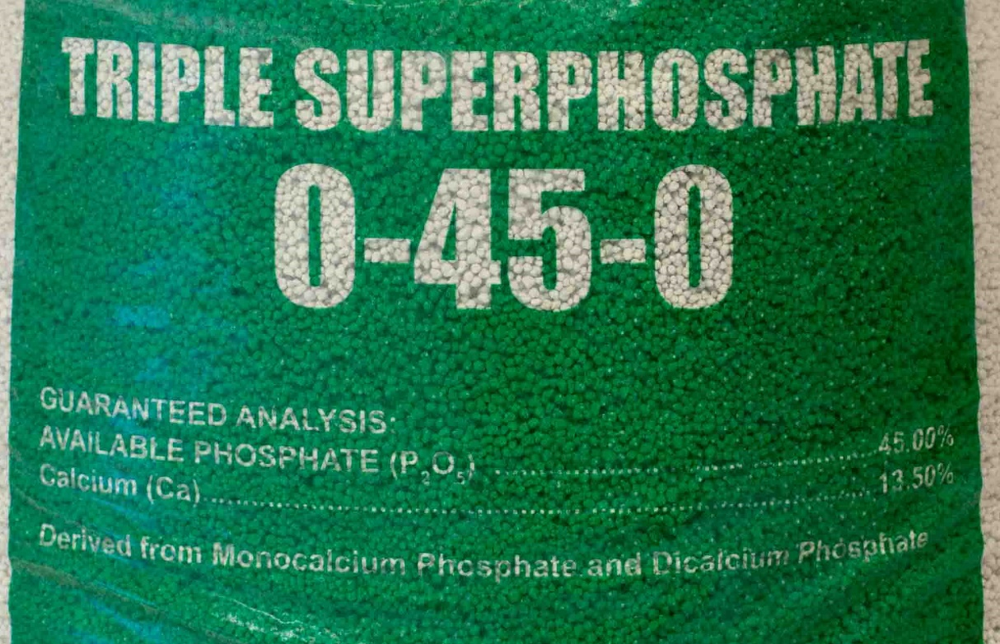 TRIPLE SUPERPHOSPHATE
0-45-0
GUARANTEED ANALYSIS:
AVAILABLE PHOSPHATE (P₂O₅) ........................ 45.00%
Calcium (Ca)................................................ 13.50%
Derived from Monocalcium Phosphate and Dicalcium Phosphate